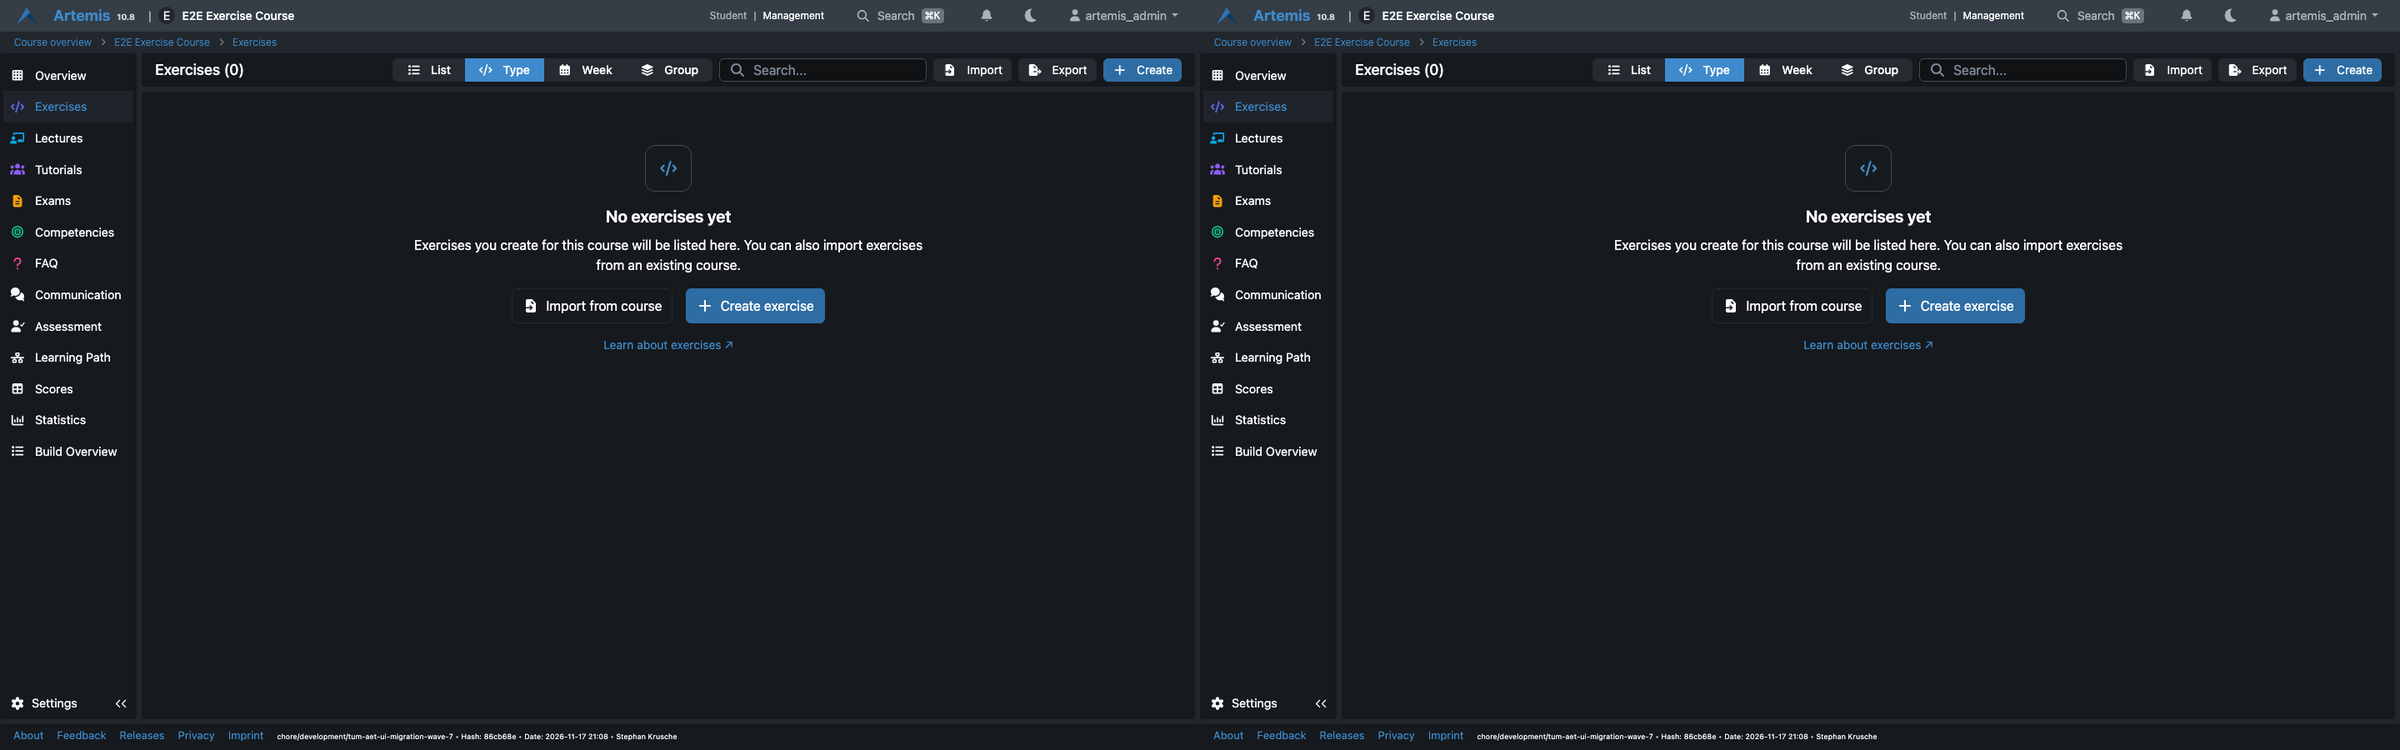 Artemis 10.8 | E E2E Exercise Course Student | Management Search ⌘K artemis_admin
Course overview > E2E Exercise Course > Exercises
Overview
Exercises
Lectures
Tutorials
Exams
Competencies
FAQ
Communication
Assessment
Learning Path
Scores
Statistics
Build Overview
Settings
Exercises (0) List Type Week Group Search... Import Export + Create
No exercises yet
Exercises you create for this course will be listed here. You can also import exercises
from an existing course.
Import from course + Create exercise
Learn about exercises ↗
About Feedback Releases Privacy Imprint chore/development/tum-aet-ui-migration-wave-7 • Hash: 86cb68e • Date: 2026-11-17 21:08 • Stephan Krusche
Artemis 10.8 | E E2E Exercise Course Student | Management Search ⌘K artemis_admin
Course overview > E2E Exercise Course > Exercises
Overview
Exercises
Lectures
Tutorials
Exams
Competencies
FAQ
Communication
Assessment
Learning Path
Scores
Statistics
Build Overview
Settings
Exercises (0) List Type Week Group Search... Import Export + Create
No exercises yet
Exercises you create for this course will be listed here. You can also import exercises
from an existing course.
Import from course + Create exercise
Learn about exercises ↗
About Feedback Releases Privacy Imprint chore/development/tum-aet-ui-migration-wave-7 • Hash: 86cb68e • Date: 2026-11-17 21:08 • Stephan Krusche